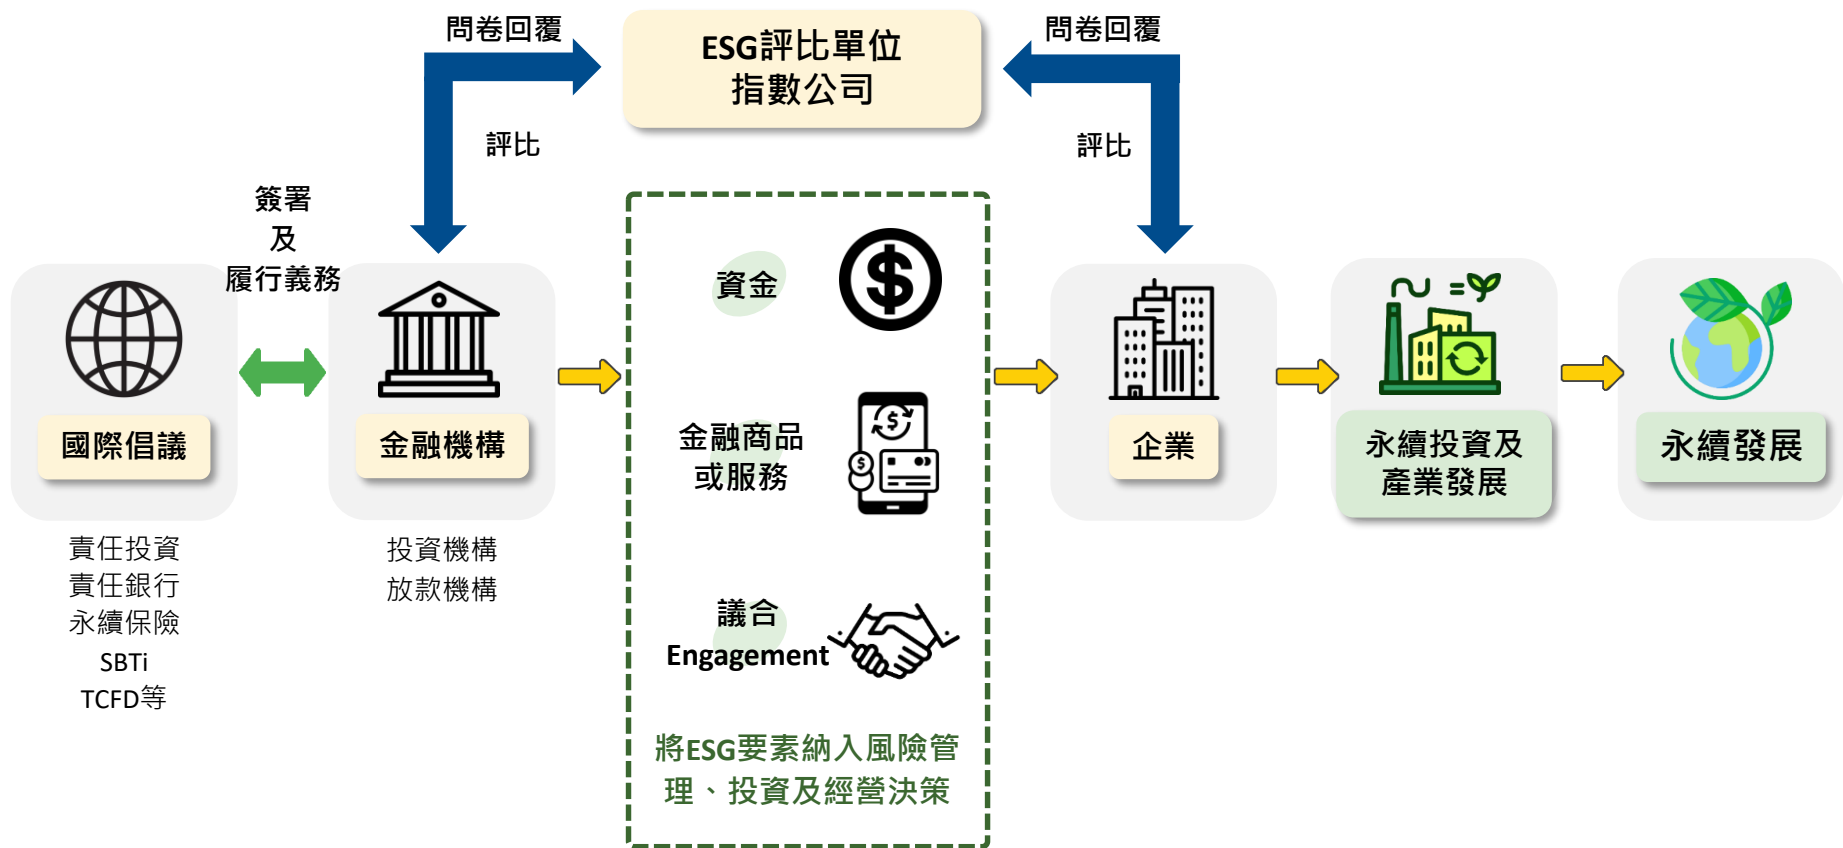 問卷回覆
ESG評比單位
指數公司
問卷回覆
評比
評比
簽署
及
履行義務
國際倡議
責任投資
責任銀行
永續保險
SBTi
TCFD等
金融機構
投資機構
放款機構
資金
金融商品
或服務
議合
Engagement
將ESG要素納入風險管
理、投資及經營決策
企業
永續投資及
產業發展
永續發展